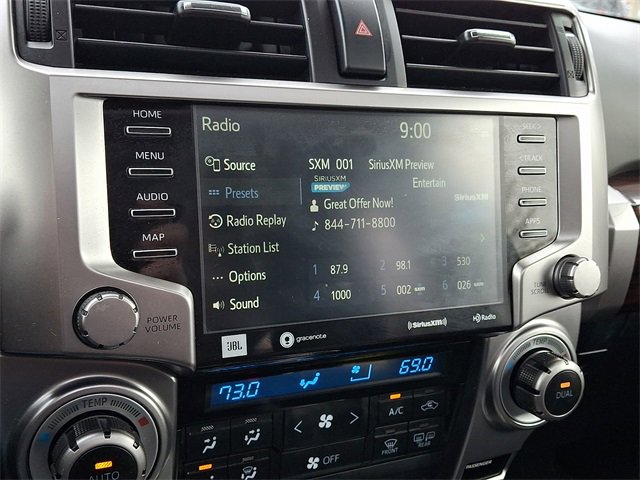 HOME
MENU
AUDIO
MAP
POWER
VOLUME
Radio
9:00
Source
SXM 001 SiriusXM Preview
SIRIUSXM
PREVIEW
Entertain
SiriusXM
Presets
Great Offer Now!
Radio Replay
844-711-8800
Station List
Options
1 87.9 2 98.1 3 530
Sound
4 1000 5 002 6 026
JBL
gracenote
SiriusXM
HD Radio
SEEK>
<TRACK
PHONE
APPS
TUNE
SCROLL
TEMP
AUTO
73.0
69.0
A/C
OFF
FRONT
REAR
TEMP
DUAL
PASSENGER